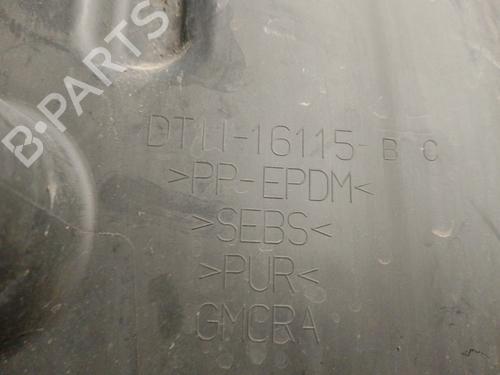 B-PARTS
DT11-16115-B C
>PP-EPDM<
>SEBS<
>PUR<
GMCRA